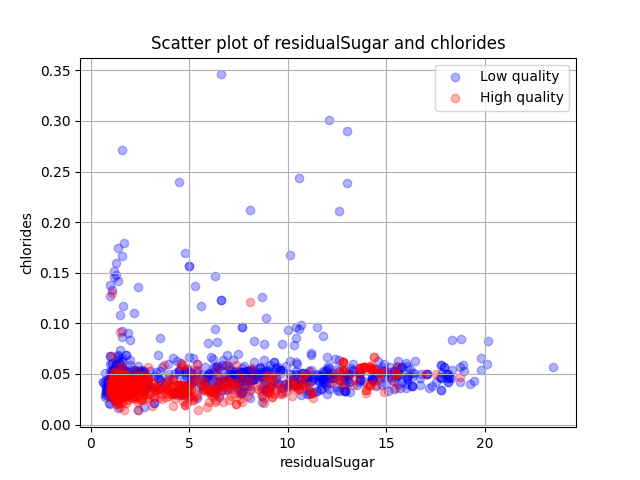 Scatter plot of residualSugar and chlorides
Low quality
High quality
chlorides
0.35
0.30
0.25
0.20
0.15
0.10
0.05
0.00
0 5 10 15 20
residualSugar